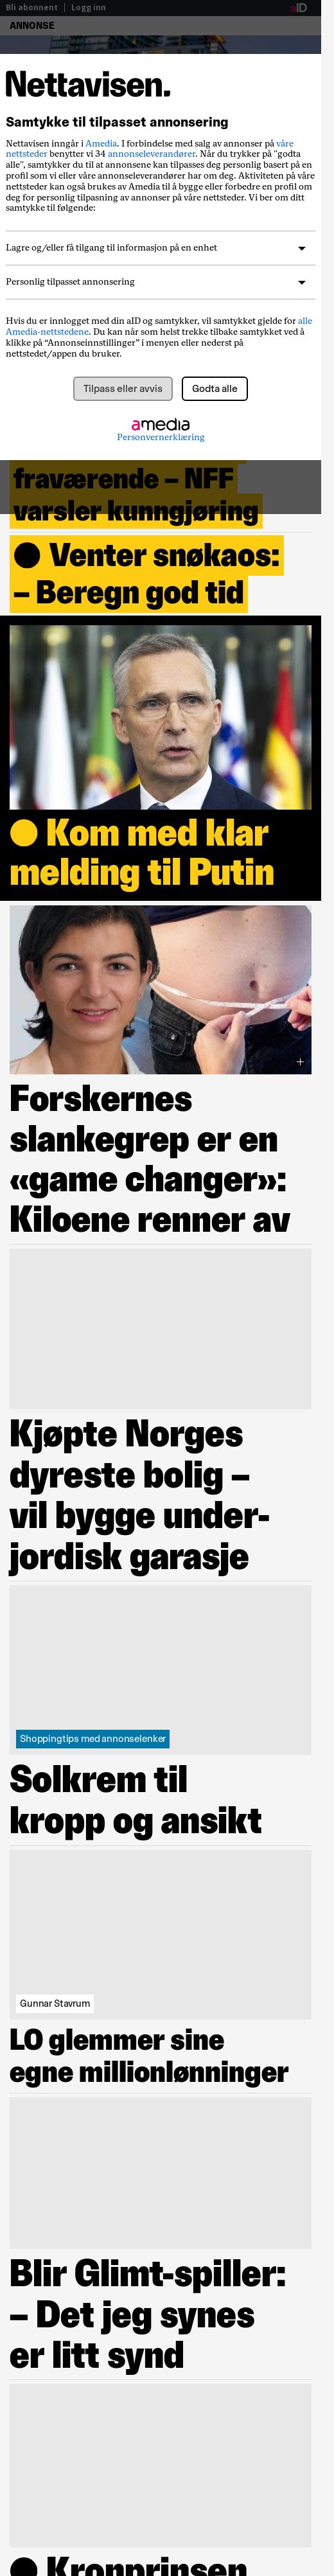 Bli abonnent | Logg inn aID
ANNONSE
Nettavisen.
Samtykke til tilpasset annonsering
Nettavisen inngår i Amedia. I forbindelse med salg av annonser på våre
nettsteder benytter vi 34 annonseleverandører. Når du trykker på "godta
alle", samtykker du til at annonsene kan tilpasses deg personlig basert på en
profil som vi eller våre annonseleverandører har om deg. Aktiviteten på våre
nettsteder kan også brukes av Amedia til å bygge eller forbedre en profil om
deg for personlig tilpasning av annonser på våre nettsteder. Vi ber om ditt
samtykke til følgende:
Lagre og/eller få tilgang til informasjon på en enhet
Personlig tilpasset annonsering
Hvis du er innlogget med din aID og samtykker, vil samtykket gjelde for alle
Amedia-nettstedene. Du kan når som helst trekke tilbake samtykket ved å
klikke på “Annonseinnstillinger” i menyen eller nederst på
nettstedet/appen du bruker.
Tilpass eller avvis
Godta alle
amedia
Personvernerklæring
fraværende – NFF
varsler kunngjøring
● Venter snøkaos:
– Beregn god tid
● Kom med klar
melding til Putin
Forskernes
slankegrep er en
«game changer»:
Kiloene renner av
Kjøpte Norges
dyreste bolig –
vil bygge under-
jordisk garasje
Shoppingtips med annonselenker
Solkrem til
kropp og ansikt
Gunnar Stavrum
LO glemmer sine
egne millionlønninger
Blir Glimt-spiller:
– Det jeg synes
er litt synd
● Kronprinsen